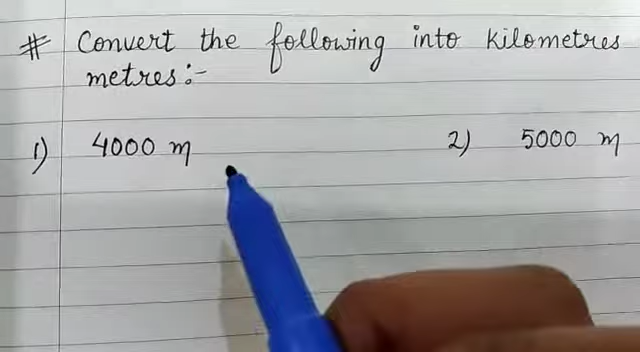 # Convert the following into kilometres
metres:-
1) 4000 m 2) 5000 m